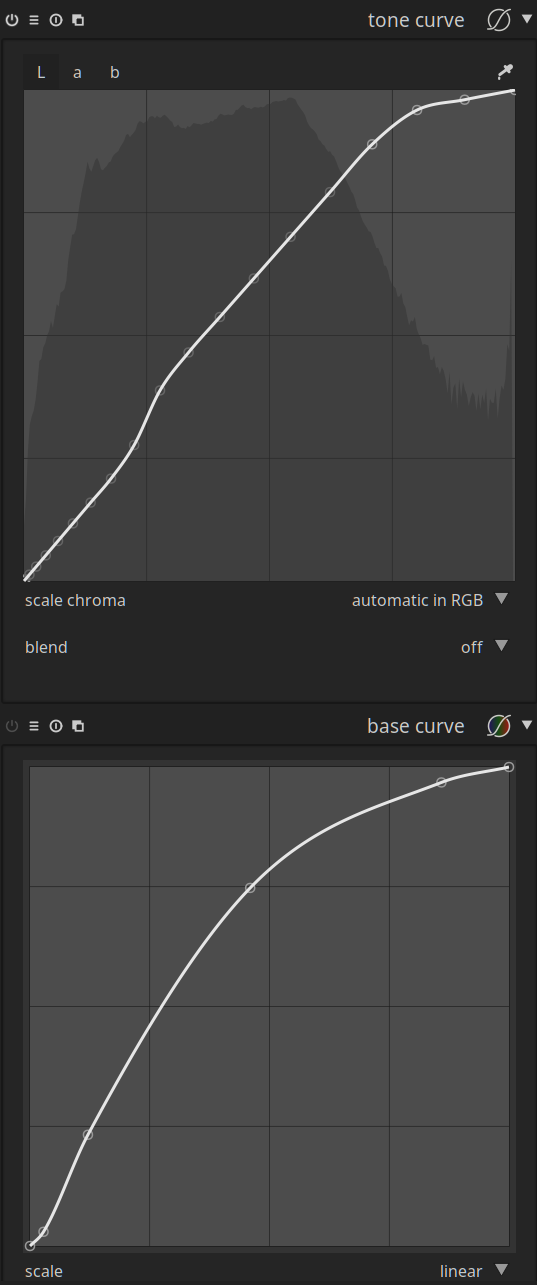 tone curve
L a b
scale chroma automatic in RGB
blend off
base curve
scale linear